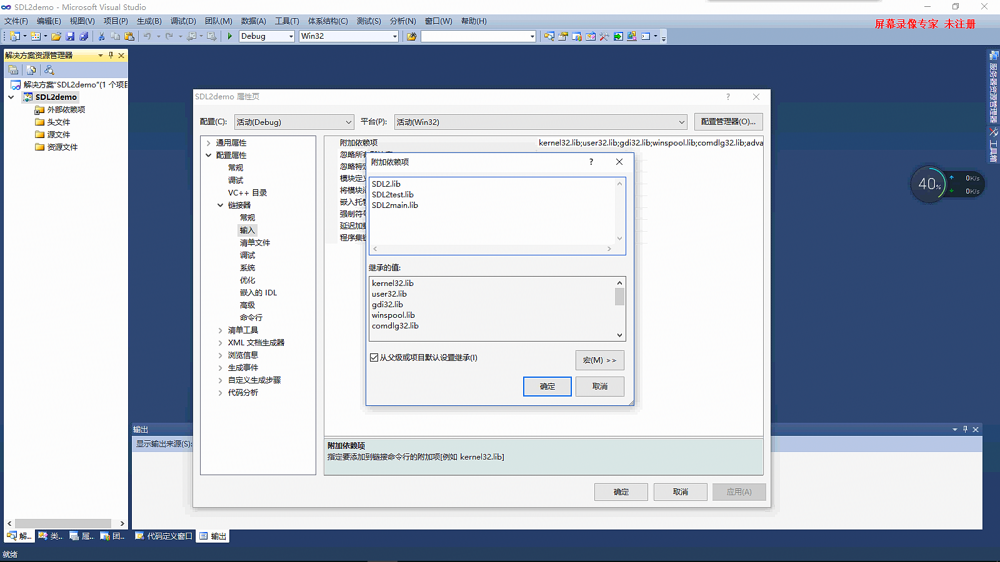 SDL2demo - Microsoft Visual Studio
文件(F) 编辑(E) 视图(V) 项目(P) 生成(B) 调试(D) 团队(M) 数据(A) 工具(T) 体系结构(C) 测试(S) 分析(N) 窗口(W) 帮助(H)
屏幕录像专家 未注册
Debug Win32
解决方案资源管理器
解决方案"SDL2demo"(1 个项目
SDL2demo
外部依赖项
头文件
源文件
资源文件
SDL2demo 属性页
配置(C): 活动(Debug) 平台(P): 活动(Win32) 配置管理器(O)...
通用属性
配置属性
常规
调试
VC++ 目录
链接器
常规
输入
清单文件
调试
系统
优化
嵌入的 IDL
高级
命令行
清单工具
XML 文档生成器
浏览信息
生成事件
自定义生成步骤
代码分析
附加依赖项 kernel32.lib;user32.lib;gdi32.lib;winspool.lib;comdlg32.lib;adva
忽略所有
忽略特定
模块定义
将模块
嵌入托管
强制符号
延迟加载
程序集链
附加依赖项
SDL2.lib
SDL2test.lib
SDL2main.lib
继承的值:
kernel32.lib
user32.lib
gdi32.lib
winspool.lib
comdlg32.lib
从父级或项目默认设置继承(I)
宏(M) >>
确定 取消
附加依赖项
指定要添加到链接命令行的附加项[例如 kernel32.lib]
确定 取消 应用(A)
服务器资源管理器
工具箱
40%
0K/s
0K/s
输出
显示输出来源(S):
解... 类... 属... 团... 代码定义窗口 输出
就绪